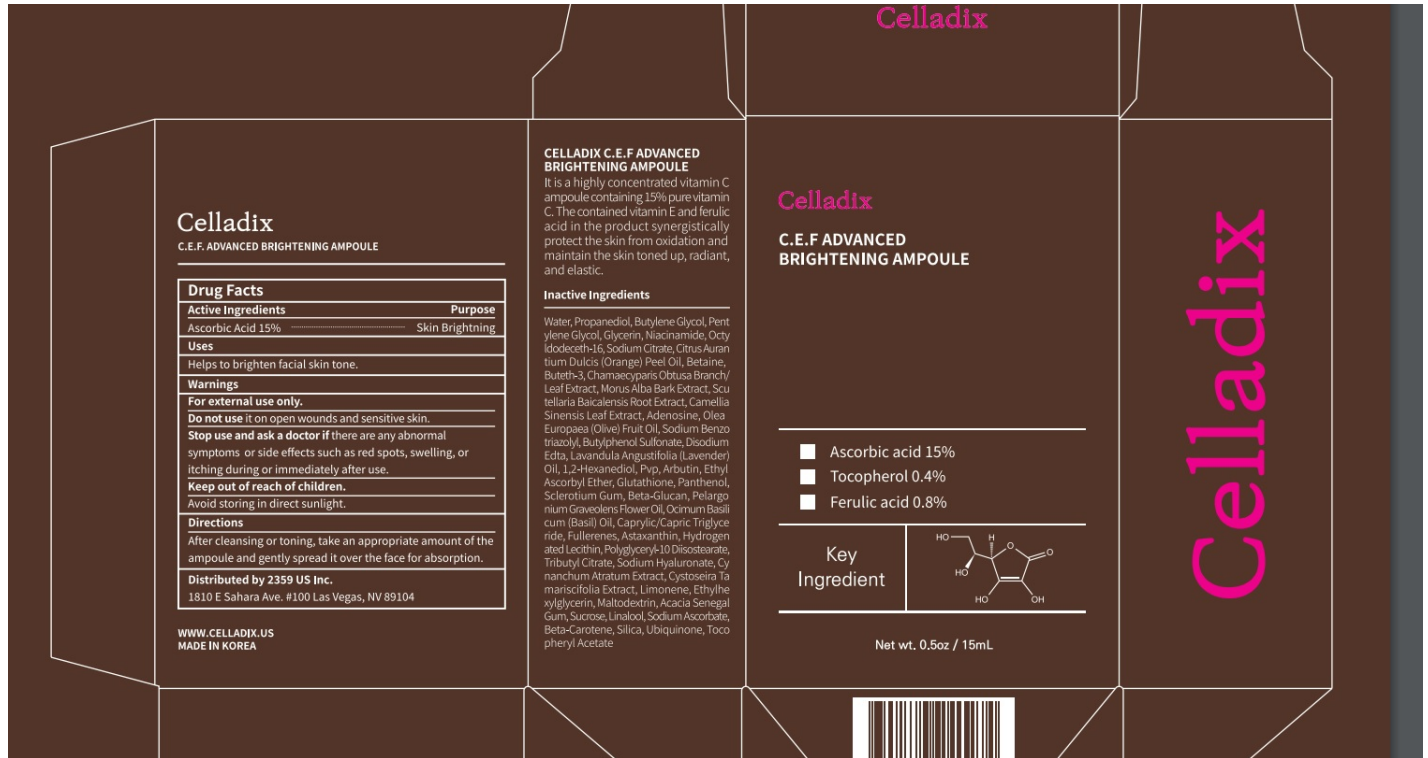 Celladix
Celladix
C.E.F. ADVANCED BRIGHTENING AMPOULE
Drug Facts
Active Ingredients Purpose
Ascorbic Acid 15% Skin Brightning
Uses
Helps to brighten facial skin tone.
Warnings
For external use only.
Do not use it on open wounds and sensitive skin.
Stop use and ask a doctor if there are any abnormal
symptoms or side effects such as red spots, swelling, or
itching during or immediately after use.
Keep out of reach of children.
Avoid storing in direct sunlight.
Directions
After cleansing or toning, take an appropriate amount of the
ampoule and gently spread it over the face for absorption.
Distributed by 2359 US Inc.
1810 E Sahara Ave. #100 Las Vegas, NV 89104
WWW.CELLADIX.US
MADE IN KOREA
CELLADIX C.E.F ADVANCED
BRIGHTENING AMPOULE
It is a highly concentrated vitamin C
ampoule containing 15% pure vitamin
C. The contained vitamin E and ferulic
acid in the product synergistically
protect the skin from oxidation and
maintain the skin toned up, radiant,
and elastic.
Inactive Ingredients
Water, Propanediol, Butylene Glycol, Pent
ylene Glycol, Glycerin, Niacinamide, Octy
ldodeceth-16, Sodium Citrate, Citrus Auran
tium Dulcis (Orange) Peel Oil, Betaine,
Buteth-3, Chamaecyparis Obtusa Branch/
Leaf Extract, Morus Alba Bark Extract, Scu
tellaria Baicalensis Root Extract, Camellia
Sinensis Leaf Extract, Adenosine, Olea
Europaea (Olive) Fruit Oil, Sodium Benzo
triazolyl, Butylphenol Sulfonate, Disodium
Edta, Lavandula Angustifolia (Lavender)
Oil, 1,2-Hexanediol, Pvp, Arbutin, Ethyl
Ascorbyl Ether, Glutathione, Panthenol,
Sclerotium Gum, Beta-Glucan, Pelargo
nium Graveolens Flower Oil, Ocimum Basili
cum (Basil) Oil, Caprylic/Capric Triglyce
ride, Fullerenes, Astaxanthin, Hydrogen
ated Lecithin, Polyglyceryl-10 Diisostearate,
Tributyl Citrate, Sodium Hyaluronate, Cy
nanchum Atratum Extract, Cystoseira Ta
mariscifolia Extract, Limonene, Ethylhe
xylglycerin, Maltodextrin, Acacia Senegal
Gum, Sucrose, Linalool, Sodium Ascorbate,
Beta-Carotene, Silica, Ubiquinone, Toco
pheryl Acetate
Celladix
C.E.F ADVANCED
BRIGHTENING AMPOULE
Ascorbic acid 15%
Tocopherol 0.4%
Ferulic acid 0.8%
Key
Ingredient
HO H O O
HO
HO OH
Net wt. 0.5oz / 15mL
Celladix